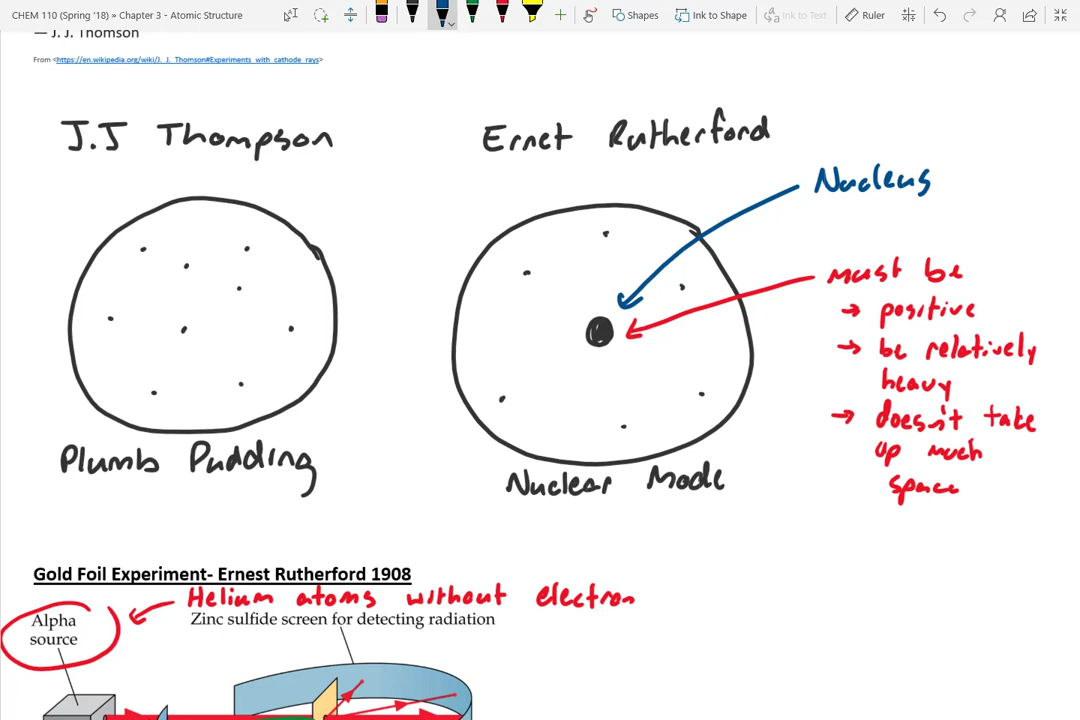 CHEM 110 (Spring '18) » Chapter 3 - Atomic Structure
Shapes
Ink to Shape
Ink to Text
Ruler
— J. J. Thomson
From <https://en.wikipedia.org/wiki/J._J._Thomson#Experiments_with_cathode_rays>
J.J Thompson
Ernet Rutherford
Nucleus
must be
→ positive
→ be relatively
heavy
→ doesn't take
up much
space
Plumb Pudding
Nuclear Mode
Gold Foil Experiment- Ernest Rutherford 1908
Helium atoms without electron
Alpha
source
Zinc sulfide screen for detecting radiation